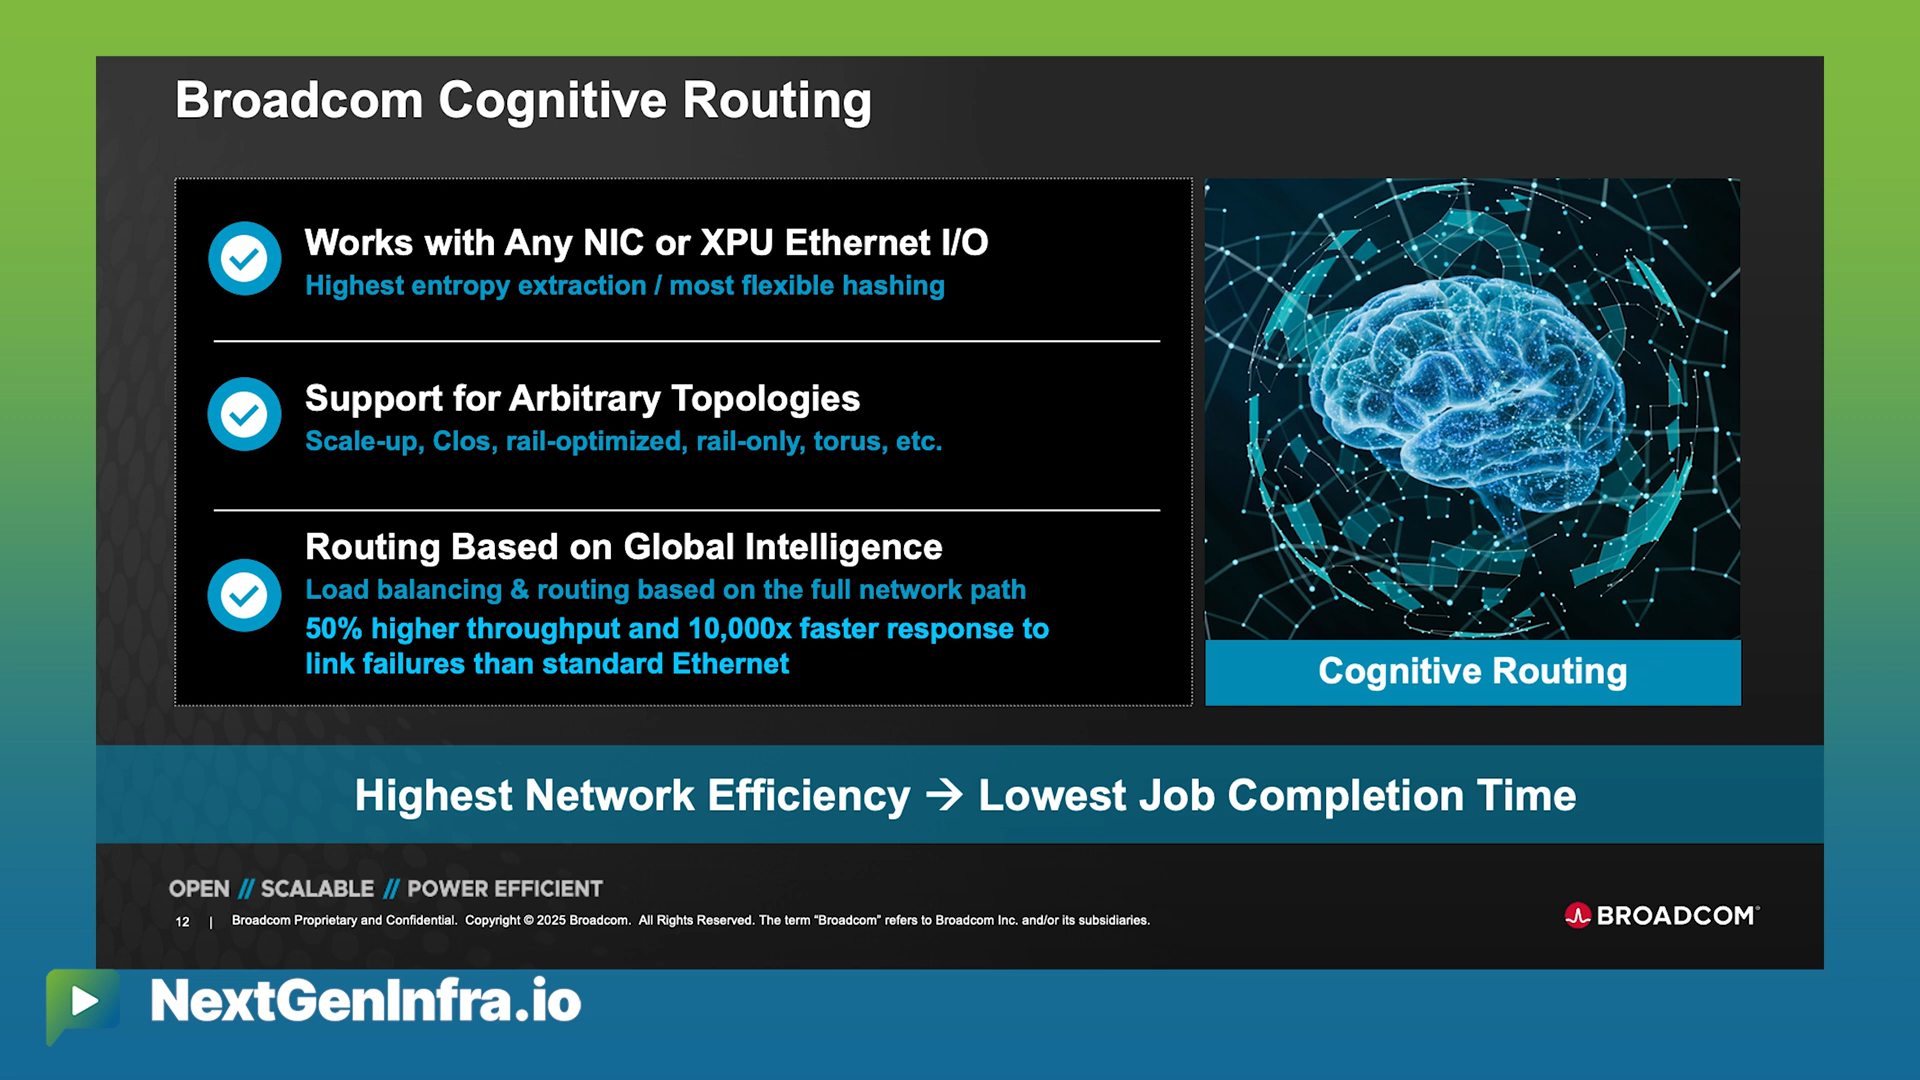 Broadcom Cognitive Routing
Works with Any NIC or XPU Ethernet I/O
Highest entropy extraction / most flexible hashing
Support for Arbitrary Topologies
Scale-up, Clos, rail-optimized, rail-only, torus, etc.
Routing Based on Global Intelligence
Load balancing & routing based on the full network path
50% higher throughput and 10,000x faster response to
link failures than standard Ethernet
Cognitive Routing
Highest Network Efficiency → Lowest Job Completion Time
OPEN // SCALABLE // POWER EFFICIENT
12 | Broadcom Proprietary and Confidential. Copyright © 2025 Broadcom. All Rights Reserved. The term “Broadcom” refers to Broadcom Inc. and/or its subsidiaries.
BROADCOM®
NextGenInfra.io